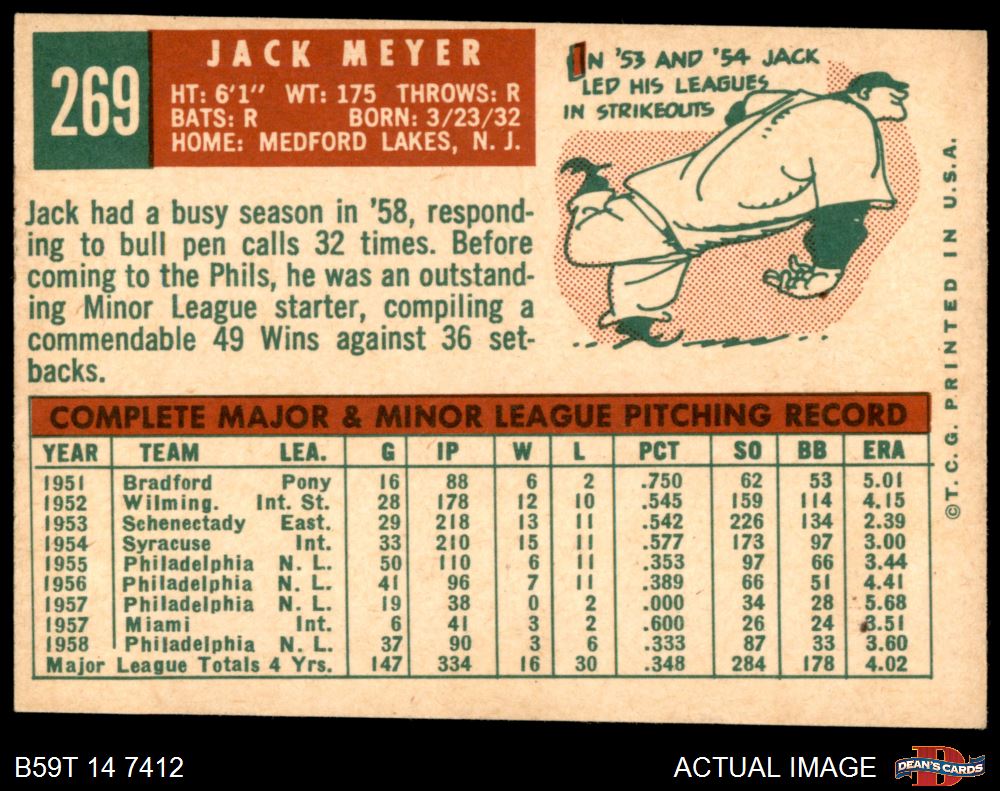 269
JACK MEYER
HT: 6'1" WT: 175 THROWS: R
BATS: R BORN: 3/23/32
HOME: MEDFORD LAKES, N. J.
IN '53 AND '54 JACK
LED HIS LEAGUES
IN STRIKEOUTS
Jack had a busy season in '58, respond-
ing to bull pen calls 32 times. Before
coming to the Phils, he was an outstand-
ing Minor League starter, compiling a
commendable 49 Wins against 36 set-
backs.
©T. C. G. PRINTED IN U.S.A.
COMPLETE MAJOR & MINOR LEAGUE PITCHING RECORD
YEAR TEAM LEA. G IP W L PCT SO BB ERA
1951 Bradford Pony 16 88 6 2 .750 62 53 5.01
1952 Wilming. Int. St. 28 178 12 10 .545 159 114 4.15
1953 Schenectady East. 29 218 13 11 .542 226 134 2.39
1954 Syracuse Int. 33 210 15 11 .577 173 97 3.00
1955 Philadelphia N. L. 50 110 6 11 .353 97 66 3.44
1956 Philadelphia N. L. 41 96 7 11 .389 66 51 4.41
1957 Philadelphia N. L. 19 38 0 2 .000 34 28 5.68
1957 Miami Int. 6 41 3 2 .600 26 24 3.51
1958 Philadelphia N. L. 37 90 3 6 .333 87 33 3.60
Major League Totals 4 Yrs. 147 334 16 30 .348 284 178 4.02
B59T 14 7412
ACTUAL IMAGE
DEAN'S CARDS